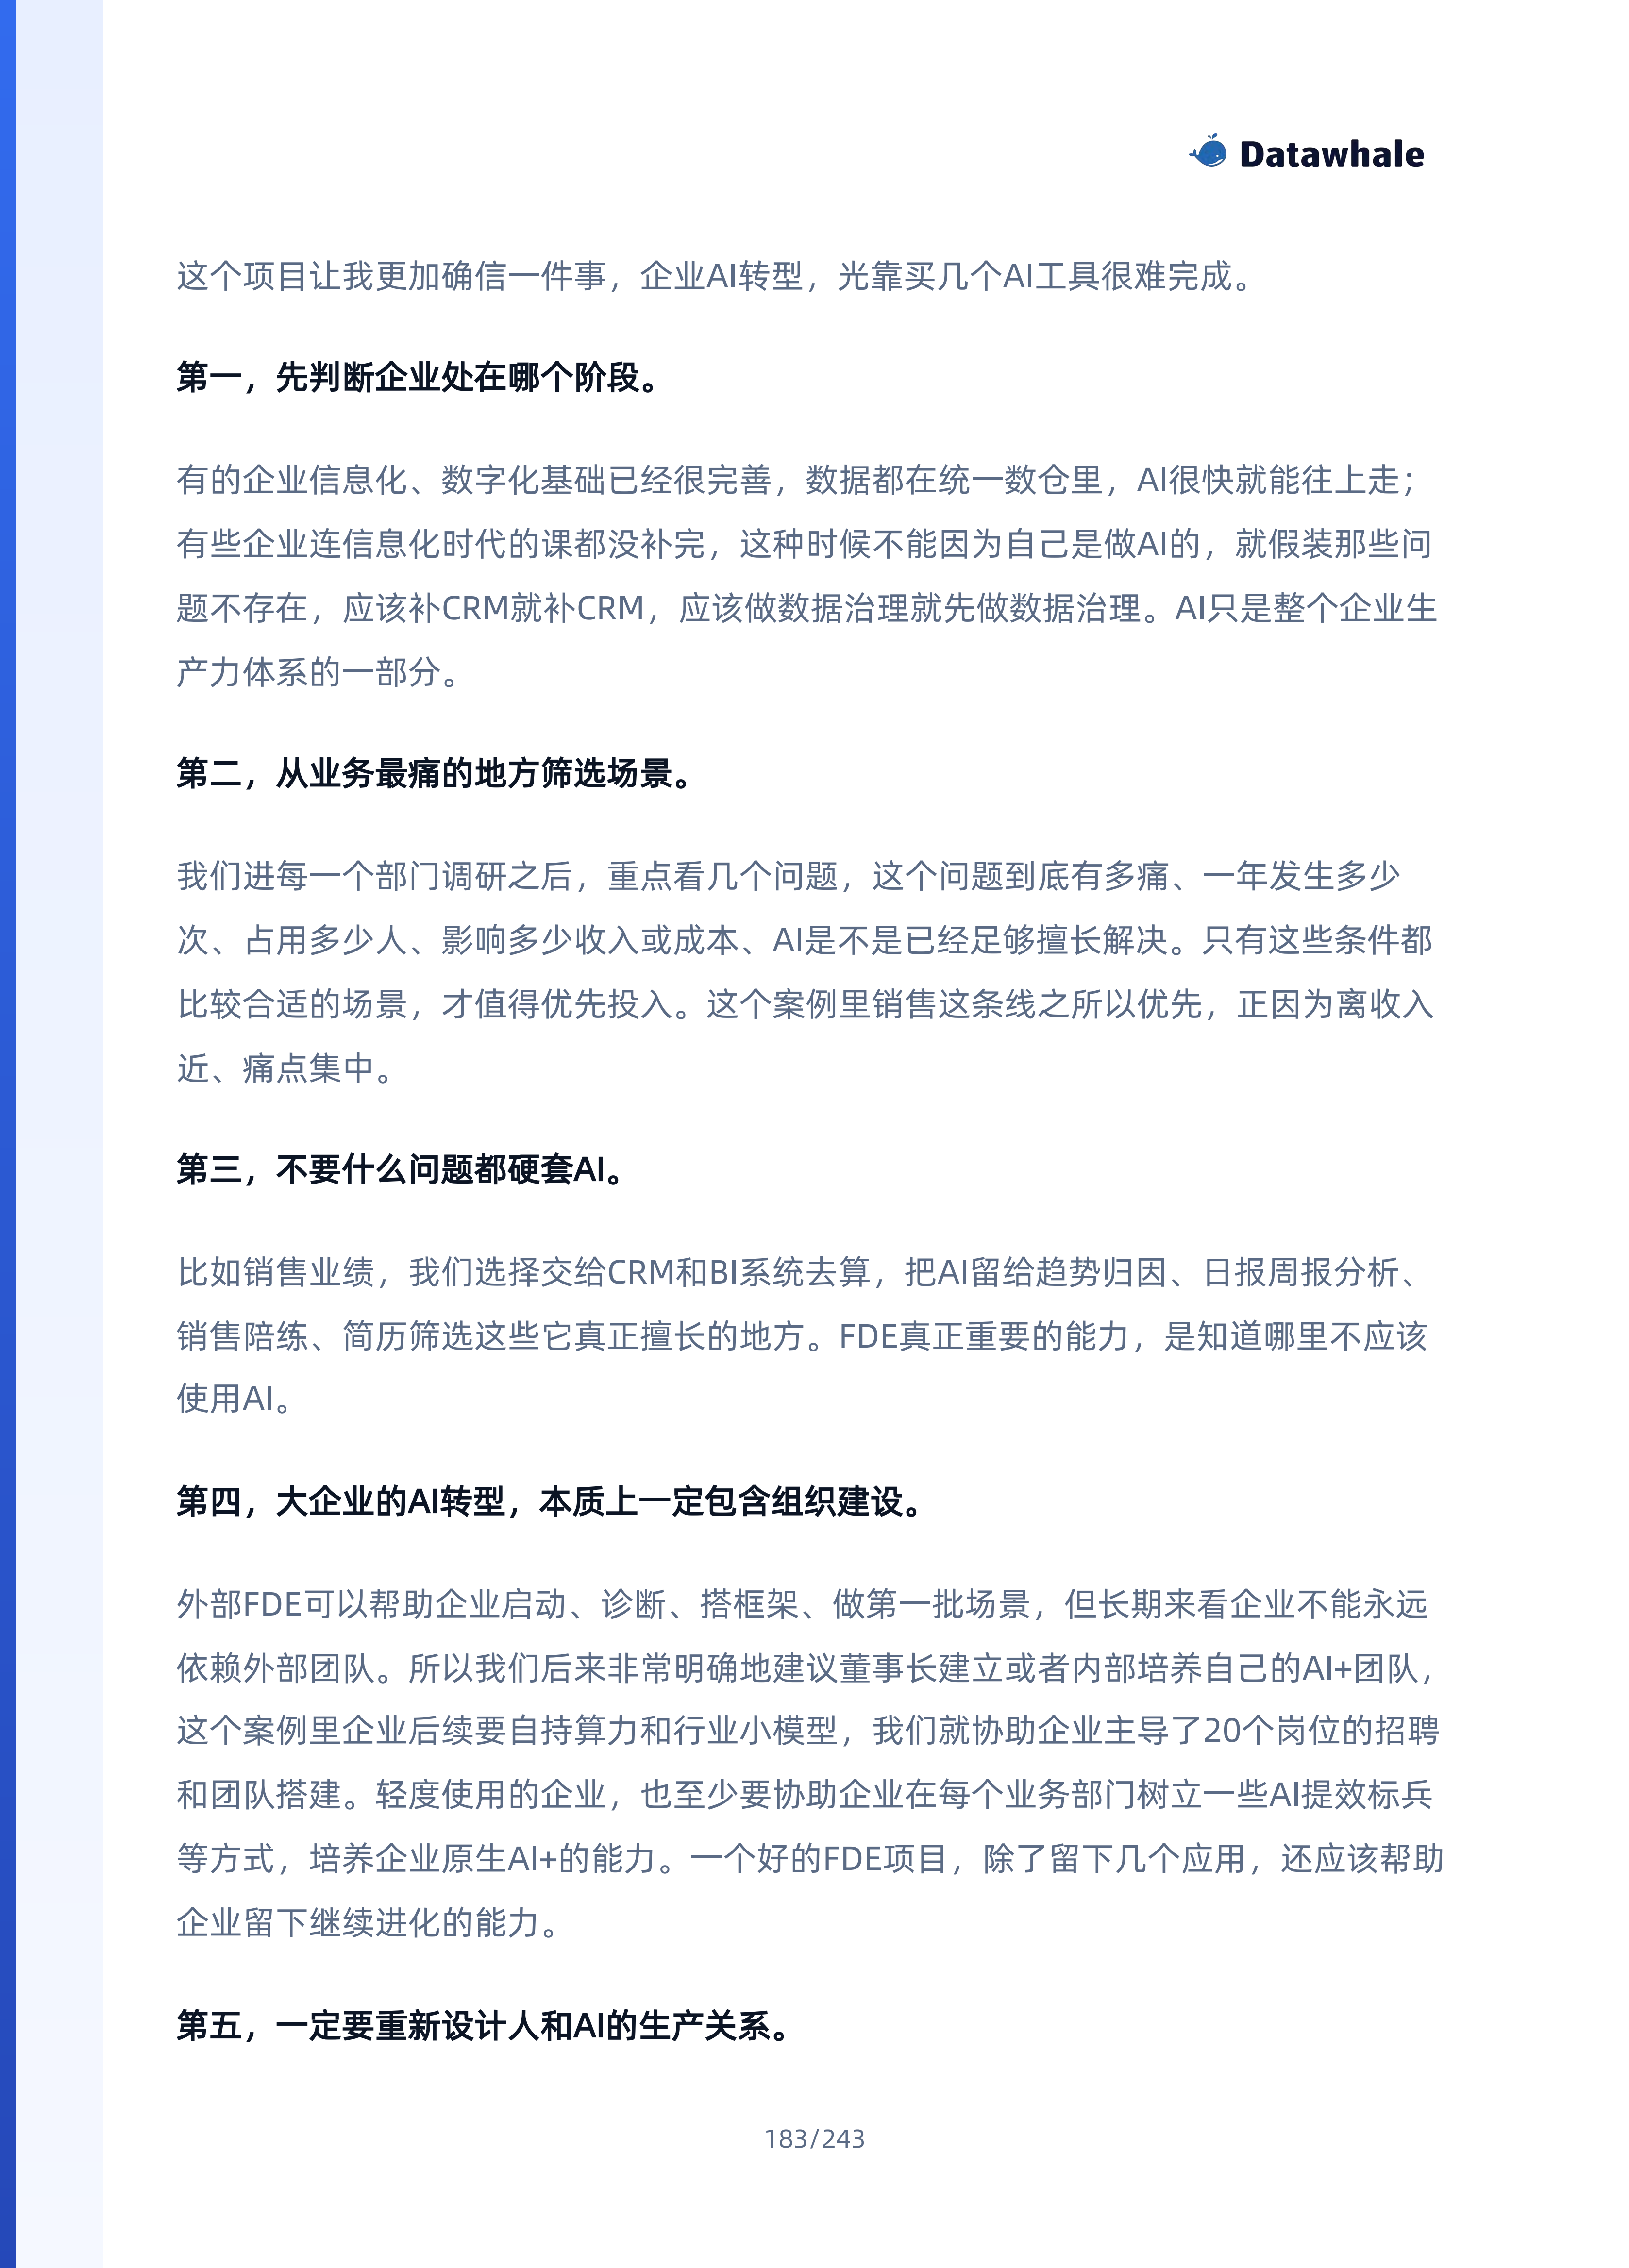 Datawhale
这个项目让我更加确信一件事，企业AI转型，光靠买几个AI工具很难完成。
第一，先判断企业处在哪个阶段。
有的企业信息化、数字化基础已经很完善，数据都在统一数仓里，AI很快就能往上走；
有些企业连信息化时代的课都没补完，这种时候不能因为自己是做AI的，就假装那些问
题不存在，应该补CRM就补CRM，应该做数据治理就先做数据治理。AI只是整个企业生
产力体系的一部分。
第二，从业务最痛的地方筛选场景。
我们进每一个部门调研之后，重点看几个问题，这个问题到底有多痛、一年发生多少
次、占用多少人、影响多少收入或成本、AI是不是已经足够擅长解决。只有这些条件都
比较合适的场景，才值得优先投入。这个案例里销售这条线之所以优先，正因为离收入
近、痛点集中。
第三，不要什么问题都硬套AI。
比如销售业绩，我们选择交给CRM和BI系统去算，把AI留给趋势归因、日报周报分析、
销售陪练、简历筛选这些它真正擅长的地方。FDE真正重要的能力，是知道哪里不应该
使用AI。
第四，大企业的AI转型，本质上一定包含组织建设。
外部FDE可以帮助企业启动、诊断、搭框架、做第一批场景，但长期来看企业不能永远
依赖外部团队。所以我们后来非常明确地建议董事长建立或者内部培养自己的AI+团队，
这个案例里企业后续要自持算力和行业小模型，我们就协助企业主导了20个岗位的招聘
和团队搭建。轻度使用的企业，也至少要协助企业在每个业务部门树立一些AI提效标兵
等方式，培养企业原生AI+的能力。一个好的FDE项目，除了留下几个应用，还应该帮助
企业留下继续进化的能力。
第五，一定要重新设计人和AI的生产关系。
183/243